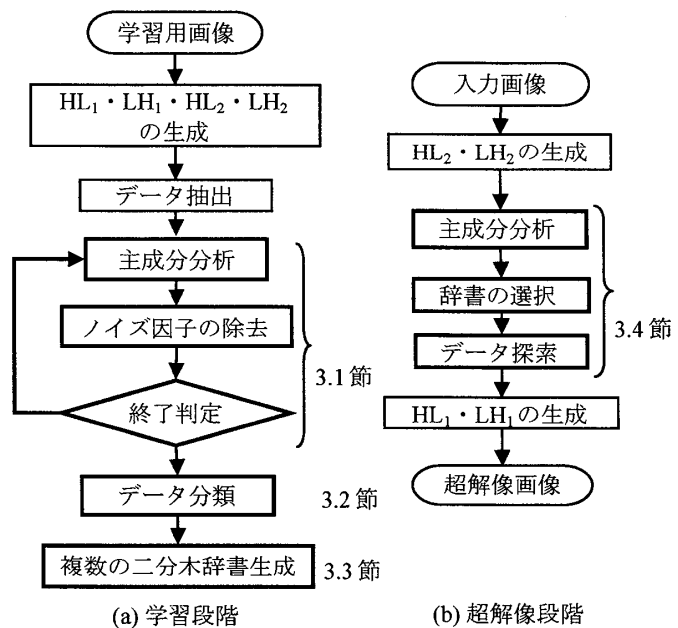 学習用画像
HL₁・LH₁・HL₂・LH₂
の生成
データ抽出
主成分分析
ノイズ因子の除去
終了判定
3.1節
データ分類
3.2節
複数の二分木辞書生成
3.3節
(a) 学習段階
入力画像
HL₂・LH₂の生成
主成分分析
辞書の選択
データ探索
3.4節
HL₁・LH₁の生成
超解像画像
(b) 超解像段階